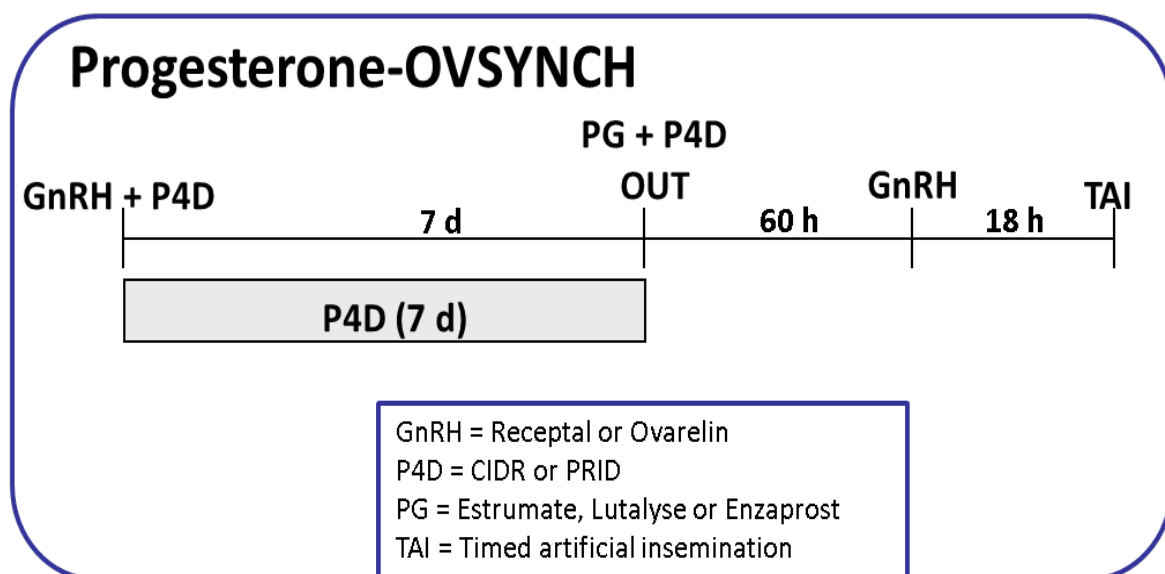 Progesterone-OVSYNCH
PG + P4D
GnRH + P4D
OUT
GnRH
TAI
7 d
60 h
18 h
P4D (7 d)
GnRH = Receptal or Ovarelin
P4D = CIDR or PRID
PG = Estrumate, Lutalyse or Enzaprost
TAI = Timed artificial insemination